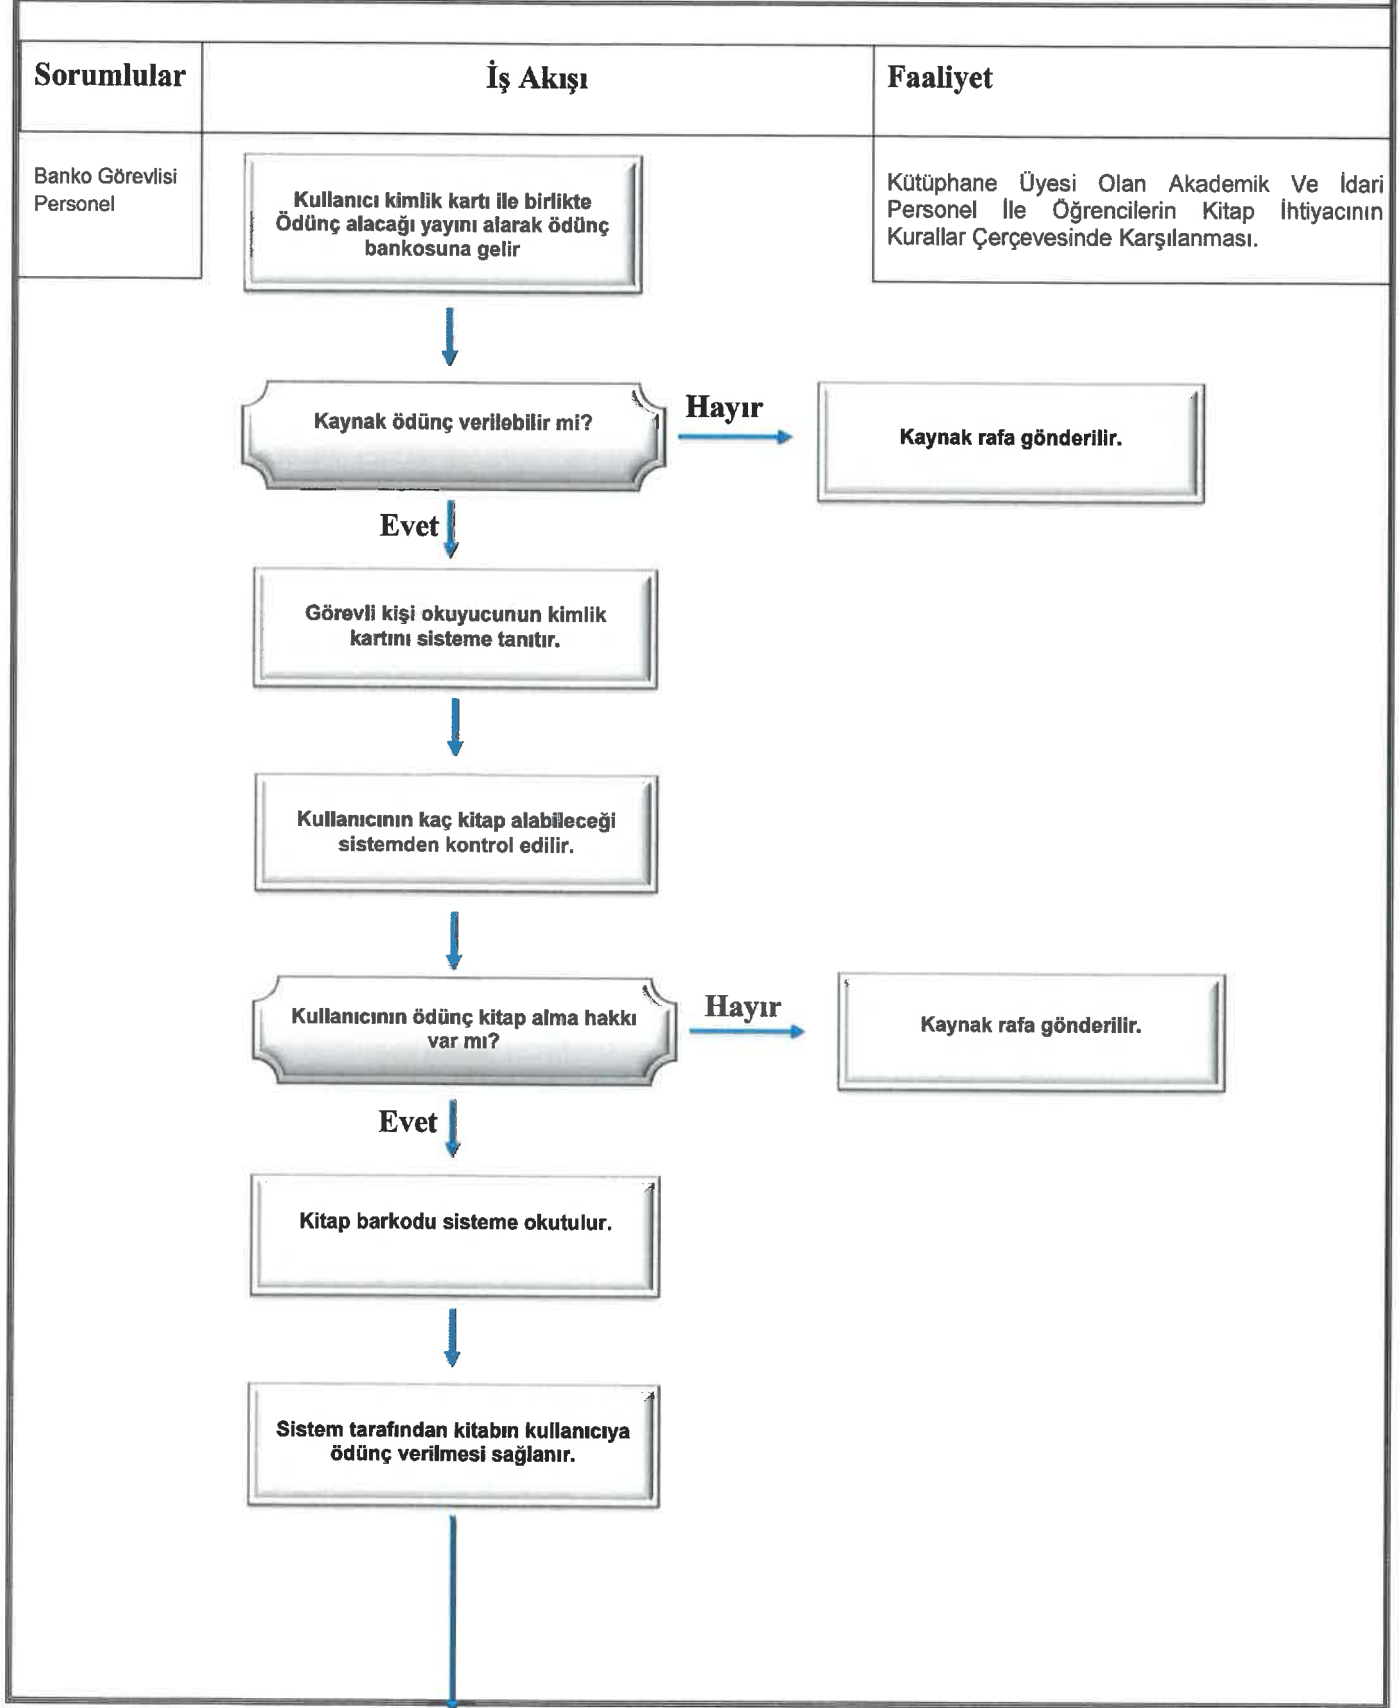 Sorumlular
İş Akışı
Faaliyet
Banko Görevlisi
Personel
Kullanıcı kimlik kartı ile birlikte
Ödünç alacağı yayını alarak ödünç
bankosuna gelir
Kütüphane Üyesi Olan Akademik Ve İdari
Personel İle Öğrencilerin Kitap İhtiyacının
Kurallar Çerçevesinde Karşılanması.
Kaynak ödünç verilebilir mi?
Hayır
Kaynak rafa gönderilir.
Evet
Görevli kişi okuyucunun kimlik
kartını sisteme tanıtır.
Kullanıcının kaç kitap alabileceği
sistemden kontrol edilir.
Kullanıcının ödünç kitap alma hakkı
var mı?
Hayır
Kaynak rafa gönderilir.
Evet
Kitap barkodu sisteme okutulur.
Sistem tarafından kitabın kullanıcıya
ödünç verilmesi sağlanır.